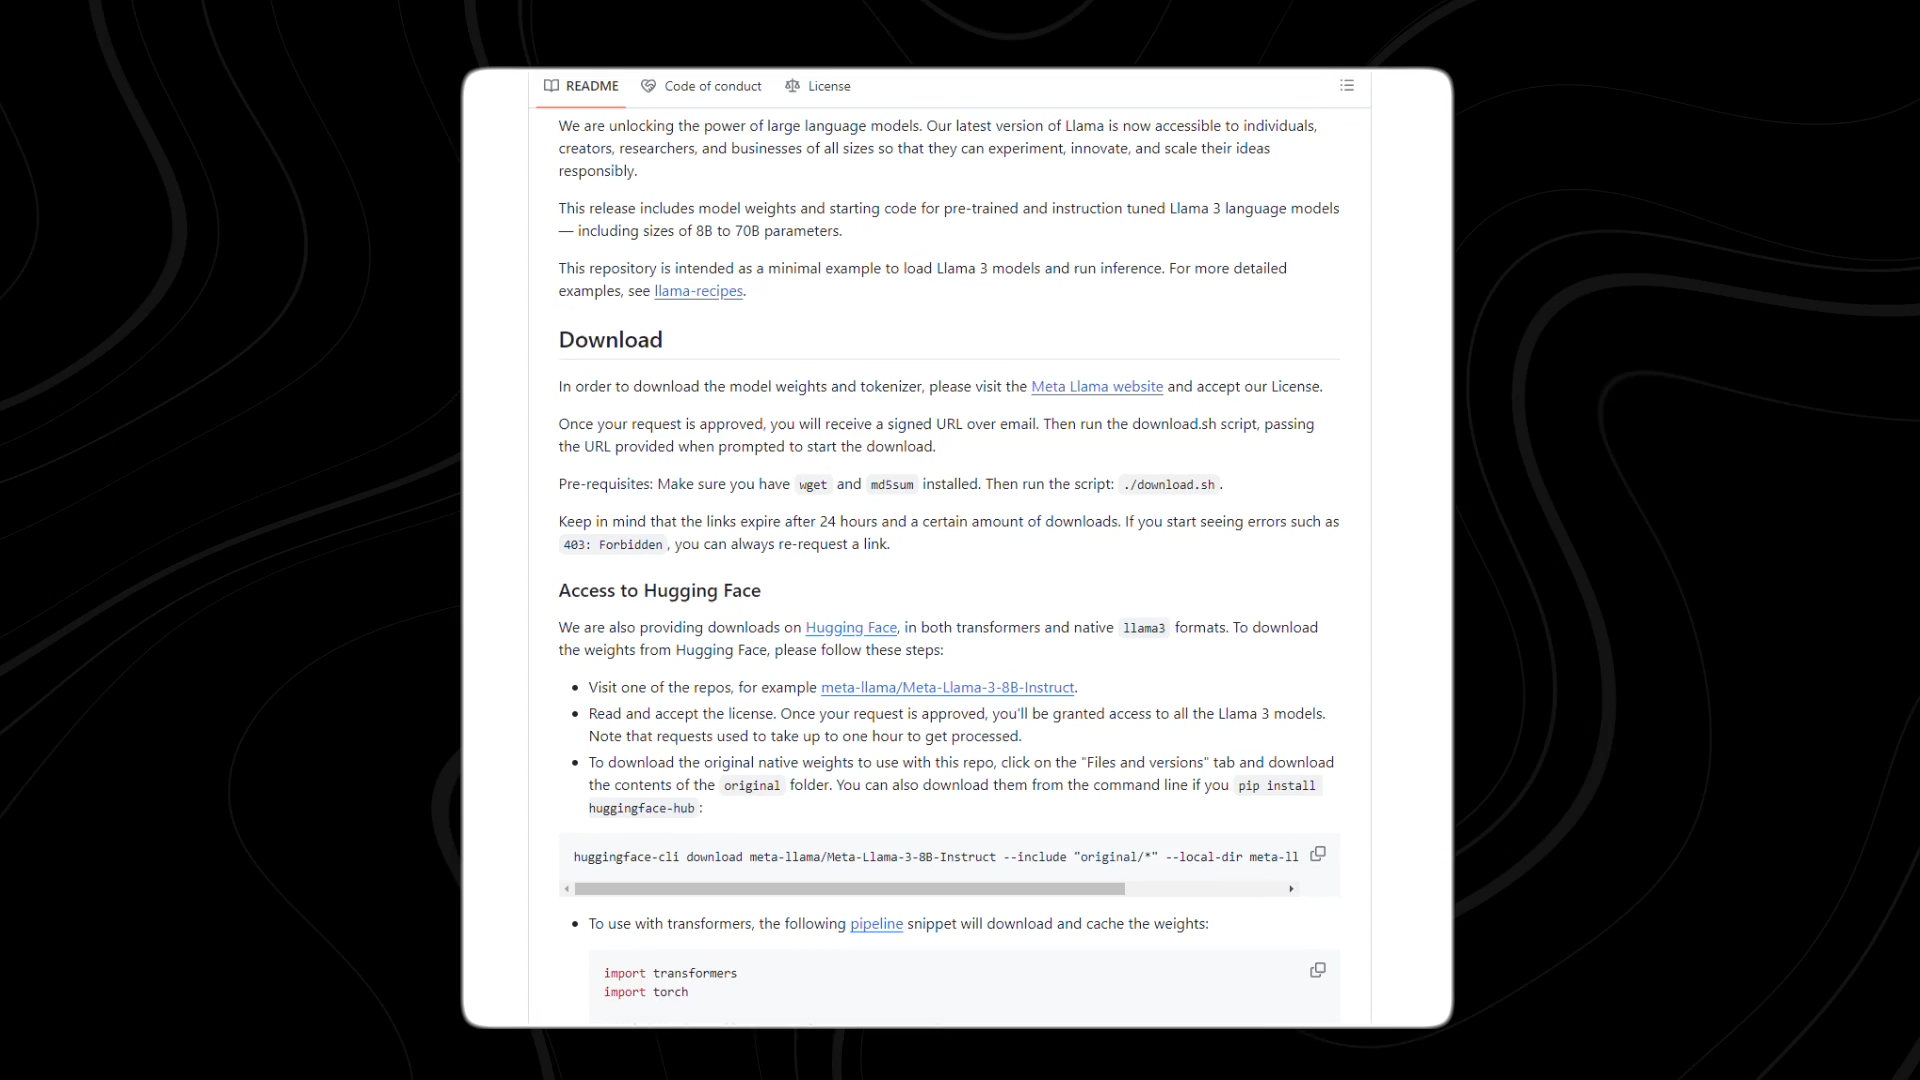 README Code of conduct License
We are unlocking the power of large language models. Our latest version of Llama is now accessible to individuals,
creators, researchers, and businesses of all sizes so that they can experiment, innovate, and scale their ideas
responsibly.
This release includes model weights and starting code for pre-trained and instruction tuned Llama 3 language models
— including sizes of 8B to 70B parameters.
This repository is intended as a minimal example to load Llama 3 models and run inference. For more detailed
examples, see llama-recipes.
Download
In order to download the model weights and tokenizer, please visit the Meta Llama website and accept our License.
Once your request is approved, you will receive a signed URL over email. Then run the download.sh script, passing
the URL provided when prompted to start the download.
Pre-requisites: Make sure you have wget and md5sum installed. Then run the script: ./download.sh.
Keep in mind that the links expire after 24 hours and a certain amount of downloads. If you start seeing errors such as
403: Forbidden, you can always re-request a link.
Access to Hugging Face
We are also providing downloads on Hugging Face, in both transformers and native llama3 formats. To download
the weights from Hugging Face, please follow these steps:
• Visit one of the repos, for example meta-llama/Meta-Llama-3-8B-Instruct.
• Read and accept the license. Once your request is approved, you'll be granted access to all the Llama 3 models.
Note that requests used to take up to one hour to get processed.
• To download the original native weights to use with this repo, click on the "Files and versions" tab and download
the contents of the original folder. You can also download them from the command line if you pip install
huggingface-hub:
huggingface-cli download meta-llama/Meta-Llama-3-8B-Instruct --include "original/*" --local-dir meta-ll
• To use with transformers, the following pipeline snippet will download and cache the weights:
import transformers
import torch